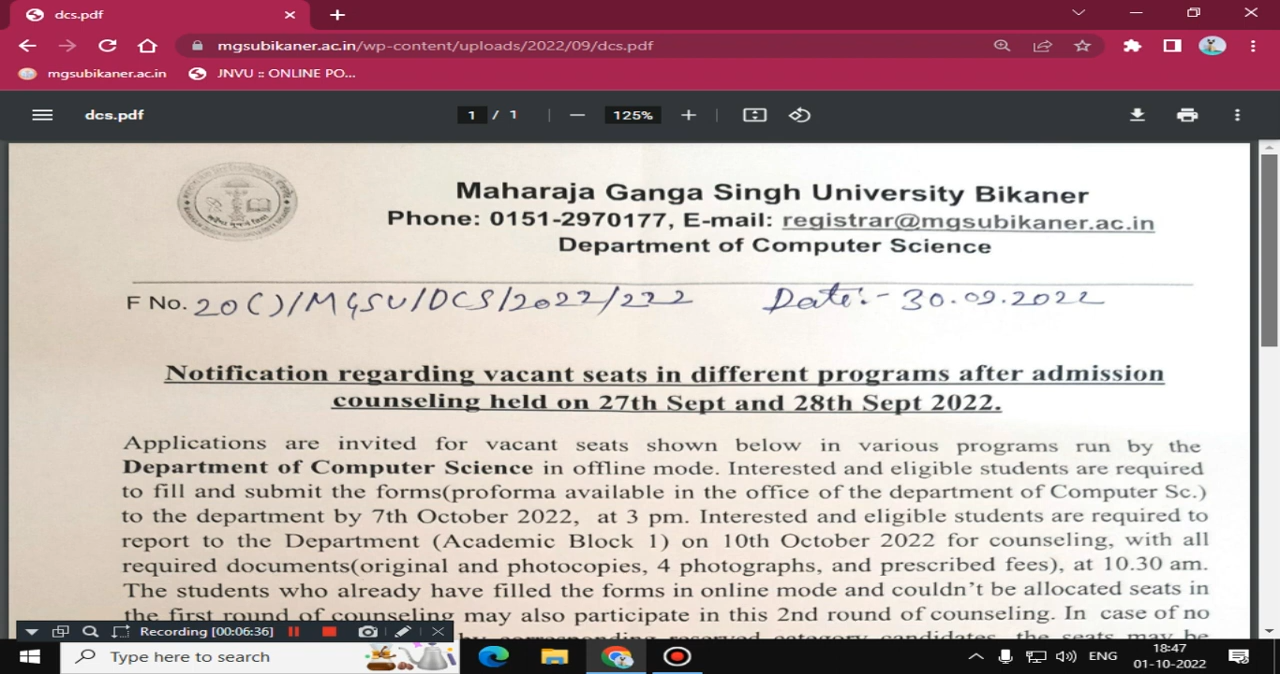 dcs.pdf
mgsubikaner.ac.in/wp-content/uploads/2022/09/dcs.pdf
mgsubikaner.ac.in JNVU :: ONLINE PO...
dcs.pdf 1 / 1 125%
Maharaja Ganga Singh University Bikaner
Phone: 0151-2970177, E-mail: registrar@mgsubikaner.ac.in
Department of Computer Science
F No. 20()/MGSU/DCS/2022/222 Date:- 30.09.2022
Notification regarding vacant seats in different programs after admission
counseling held on 27th Sept and 28th Sept 2022.
Applications are invited for vacant seats shown below in various programs run by the
Department of Computer Science in offline mode. Interested and eligible students are required
to fill and submit the forms(proforma available in the office of the department of Computer Sc.)
to the department by 7th October 2022, at 3 pm. Interested and eligible students are required to
report to the Department (Academic Block 1) on 10th October 2022 for counseling, with all
required documents(original and photocopies, 4 photographs, and prescribed fees), at 10.30 am.
The students who already have filled the forms in online mode and couldn't be allocated seats in
the first round of counseling may also participate in this 2nd round of counseling. In case of no
by corresponding reserved category candidates, the seats may be
Recording [00:06:36]
Type here to search
ENG
18:47
01-10-2022